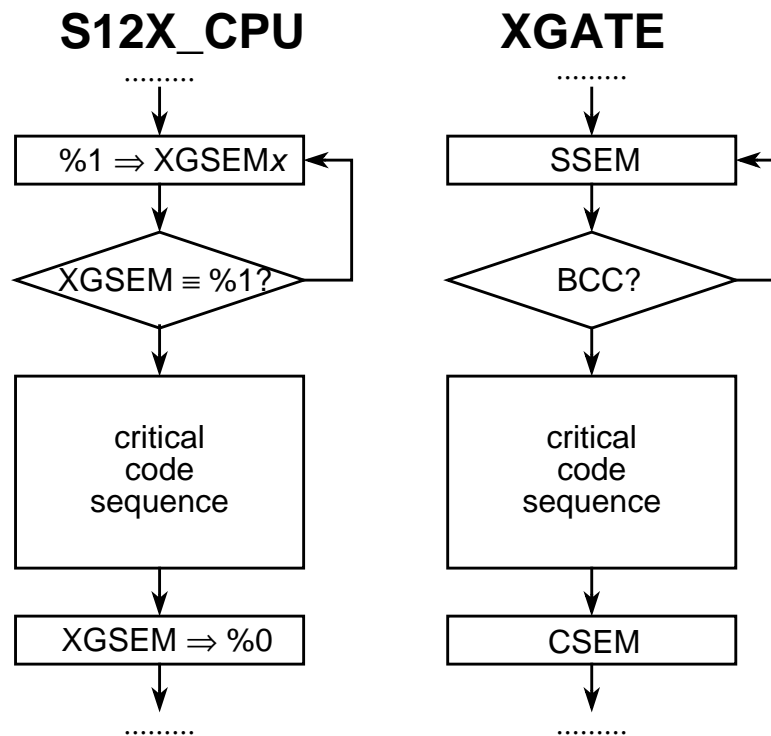 S12X_CPU
.........
%1 ⇒ XGSEMx
XGSEM ≡ %1?
critical
code
sequence
XGSEM ⇒ %0
.........
XGATE
.........
SSEM
BCC?
critical
code
sequence
CSEM
.........